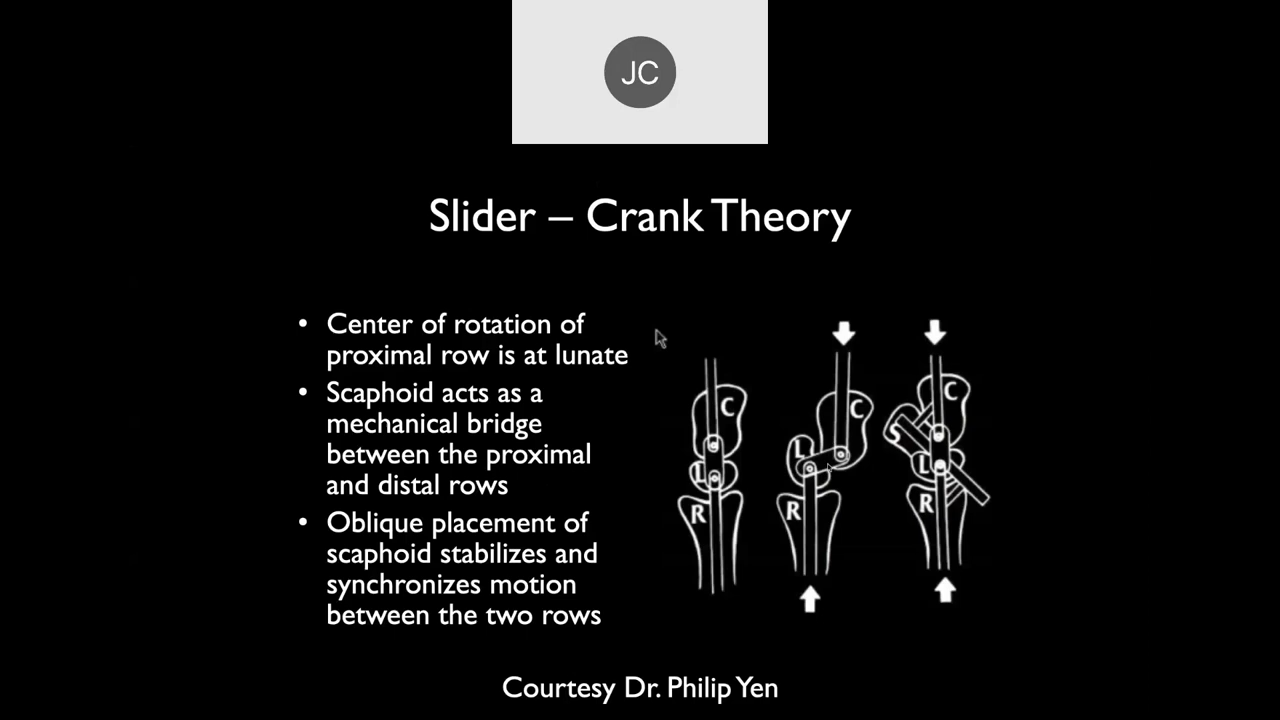 JC
Slider – Crank Theory
• Center of rotation of
proximal row is at lunate
• Scaphoid acts as a
mechanical bridge
between the proximal
and distal rows
• Oblique placement of
scaphoid stabilizes and
synchronizes motion
between the two rows
C
L
R
C
L
R
C
S
L
R
Courtesy Dr. Philip Yen